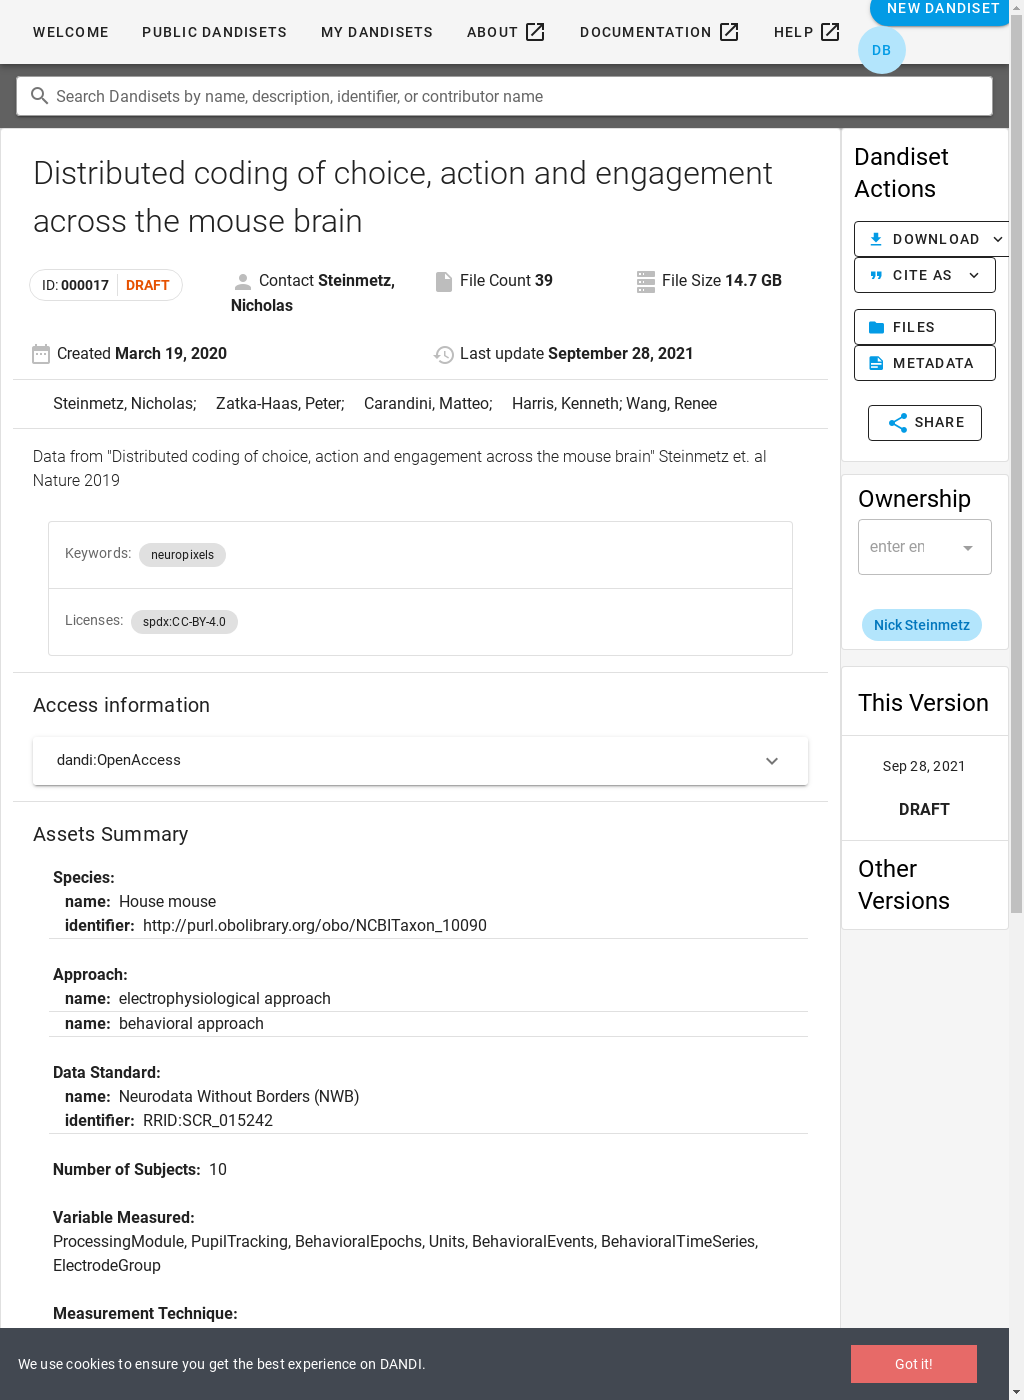 WELCOME PUBLIC DANDISETS MY DANDISETS ABOUT DOCUMENTATION HELP NEW DANDISET
DB
Search Dandisets by name, description, identifier, or contributor name
Distributed coding of choice, action and engagement
across the mouse brain
ID: 000017 DRAFT
Contact Steinmetz,
Nicholas
File Count 39
File Size 14.7 GB
Created March 19, 2020
Last update September 28, 2021
Steinmetz, Nicholas; Zatka-Haas, Peter; Carandini, Matteo; Harris, Kenneth; Wang, Renee
Data from "Distributed coding of choice, action and engagement across the mouse brain" Steinmetz et. al
Nature 2019
Keywords: neuropixels
Licenses: spdx:CC-BY-4.0
Access information
dandi:OpenAccess
Assets Summary
Species:
name: House mouse
identifier: http://purl.obolibrary.org/obo/NCBITaxon_10090
Approach:
name: electrophysiological approach
name: behavioral approach
Data Standard:
name: Neurodata Without Borders (NWB)
identifier: RRID:SCR_015242
Number of Subjects: 10
Variable Measured:
ProcessingModule, PupilTracking, BehavioralEpochs, Units, BehavioralEvents, BehavioralTimeSeries,
ElectrodeGroup
Measurement Technique:
Dandiset
Actions
DOWNLOAD
CITE AS
FILES
METADATA
SHARE
Ownership
enter en
Nick Steinmetz
This Version
Sep 28, 2021
DRAFT
Other
Versions
We use cookies to ensure you get the best experience on DANDI.
Got it!